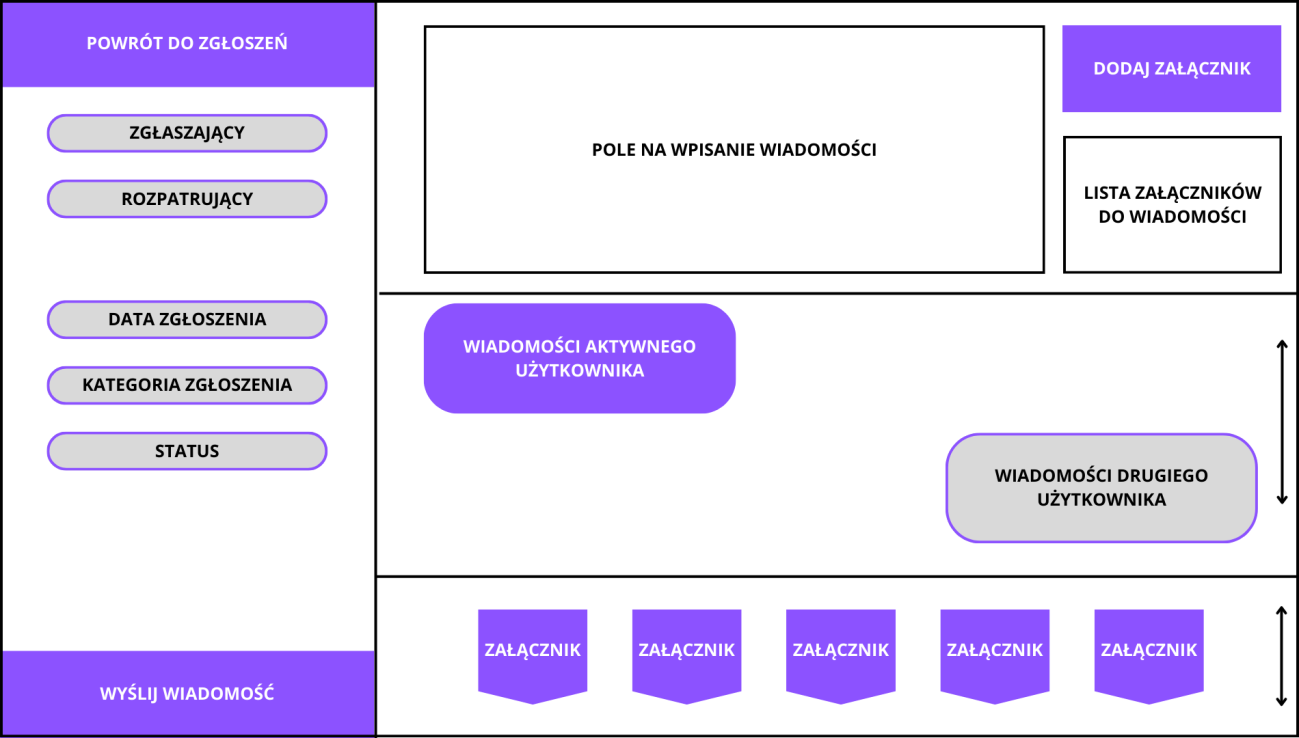 POWRÓT DO ZGŁOSZEŃ
ZGŁASZAJĄCY
ROZPATRUJĄCY
DATA ZGŁOSZENIA
KATEGORIA ZGŁOSZENIA
STATUS
WYŚLIJ WIADOMOŚĆ
POLE NA WPISANIE WIADOMOŚCI
DODAJ ZAŁĄCZNIK
LISTA ZAŁĄCZNIKÓW
DO WIADOMOŚCI
WIADOMOŚCI AKTYWNEGO
UŻYTKOWNIKA
WIADOMOŚCI DRUGIEGO
UŻYTKOWNIKA
ZAŁĄCZNIK
ZAŁĄCZNIK
ZAŁĄCZNIK
ZAŁĄCZNIK
ZAŁĄCZNIK